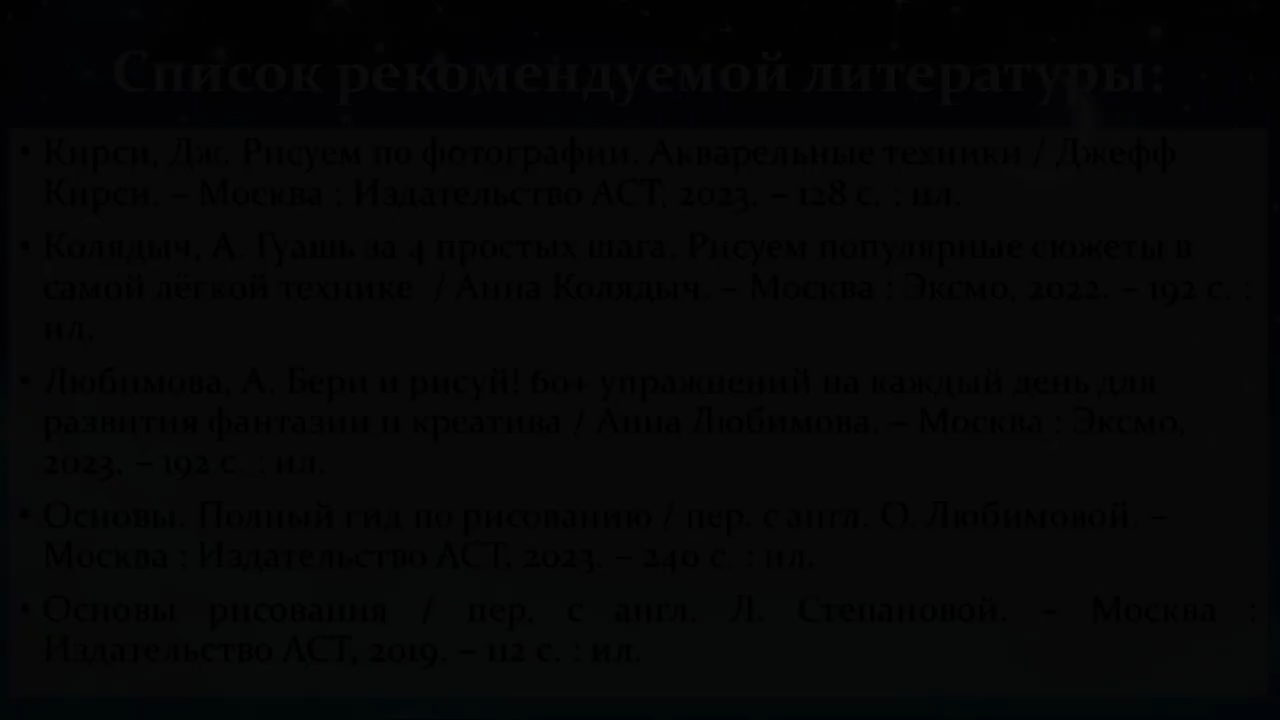 Список рекомендуемой литературы:
• Кирси, Дж. Рисуем по фотографии. Акварельные техники / Джефф
Кирси. – Москва : Издательство АСТ, 2023. – 128 с. : ил.
• Колядыч, А. Гуашь за 4 простых шага. Рисуем популярные сюжеты в
самой лёгкой технике / Анна Колядыч. – Москва : Эксмо, 2022. – 192 с. :
ил.
• Любимова, А. Бери и рисуй! 60+ упражнений на каждый день для
развития фантазии и креатива / Анна Любимова. – Москва : Эксмо,
2023. – 192 с. : ил.
• Основы. Полный гид по рисованию / пер. с англ. О. Любимовой. –
Москва : Издательство АСТ, 2023. – 240 с. : ил.
• Основы рисования / пер. с англ. Л. Степановой. – Москва :
Издательство АСТ, 2019. – 112 с. : ил.